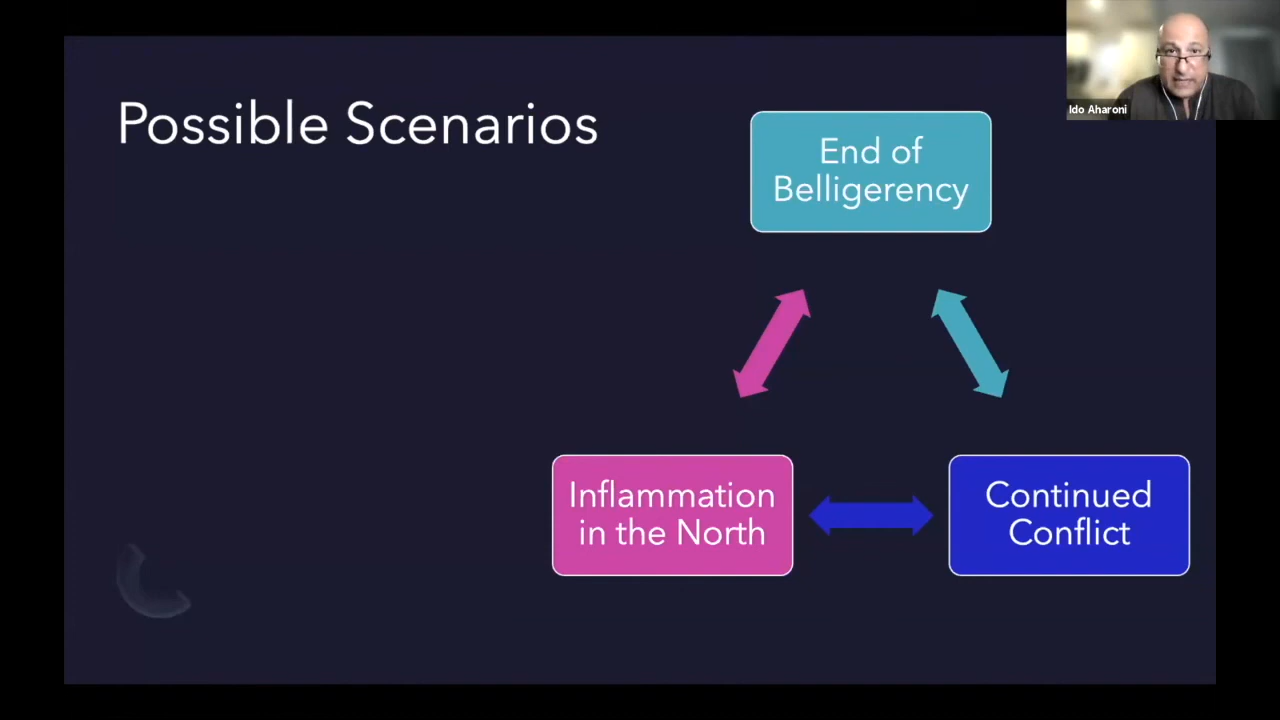 Possible Scenarios
End of
Belligerency
Inflammation
in the North
Continued
Conflict
Ido Aharoni